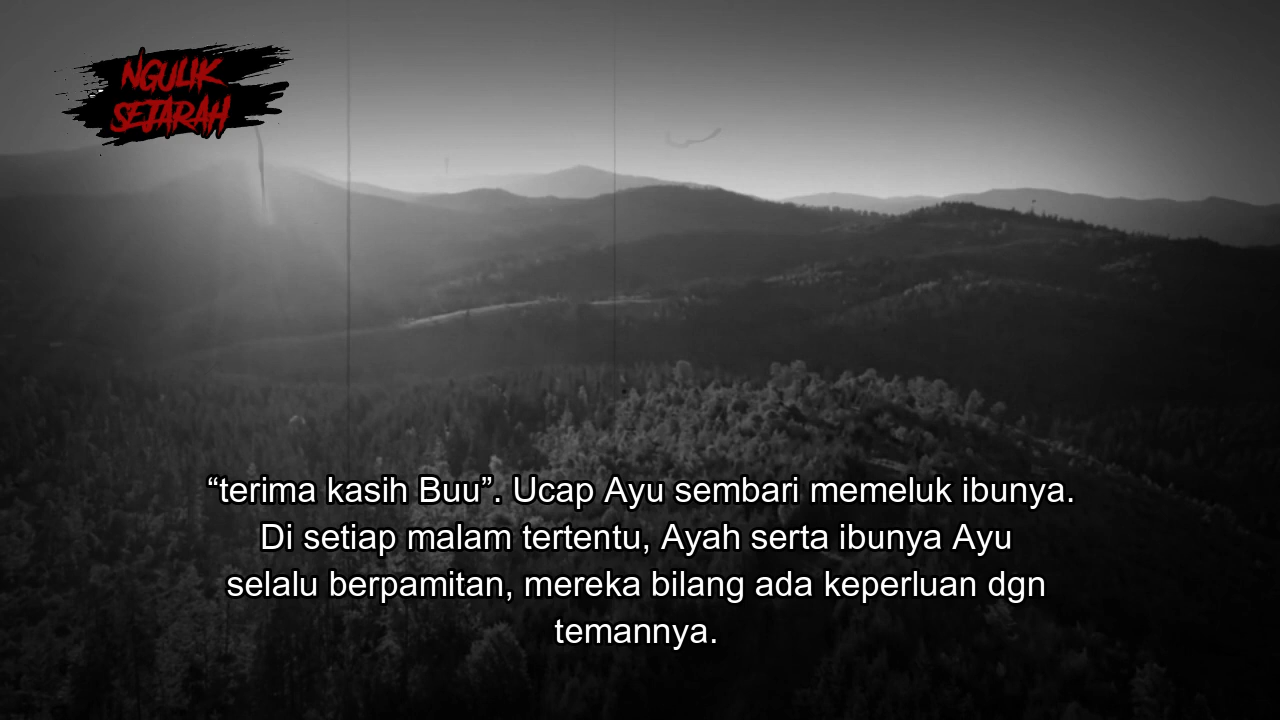 NGULIK
SEJARAH
“terima kasih Buu”. Ucap Ayu sembari memeluk ibunya.
Di setiap malam tertentu, Ayah serta ibunya Ayu
selalu berpamitan, mereka bilang ada keperluan dgn
temannya.